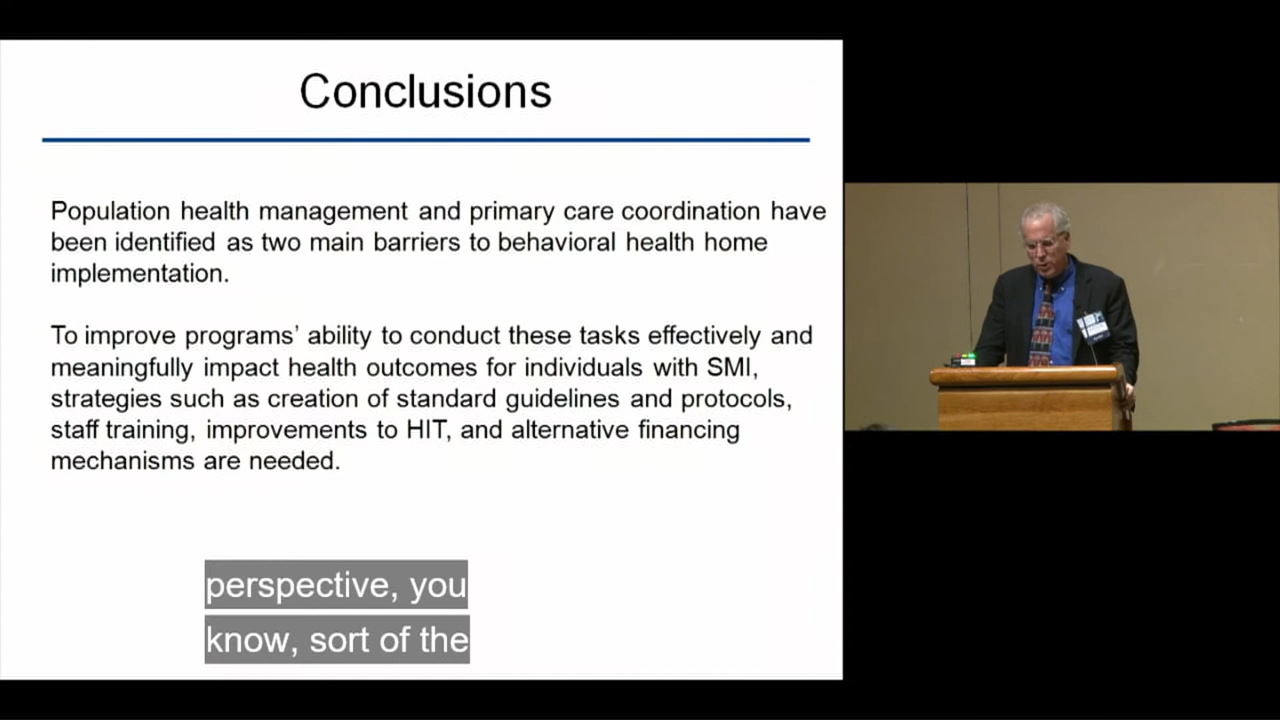 Conclusions
Population health management and primary care coordination have
been identified as two main barriers to behavioral health home
implementation.
To improve programs’ ability to conduct these tasks effectively and
meaningfully impact health outcomes for individuals with SMI,
strategies such as creation of standard guidelines and protocols,
staff training, improvements to HIT, and alternative financing
mechanisms are needed.
perspective, you
know, sort of the